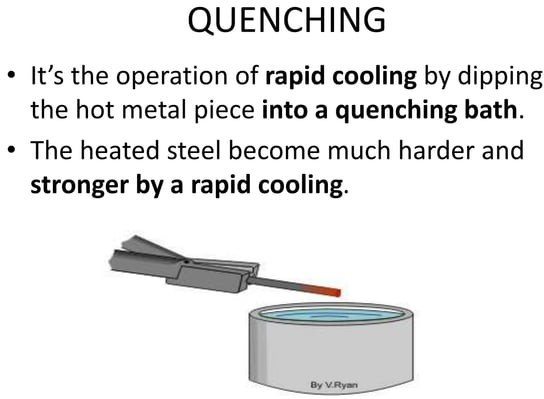 QUENCHING
• It's the operation of rapid cooling by dipping
the hot metal piece into a quenching bath.
• The heated steel become much harder and
stronger by a rapid cooling.
By V.Ryan